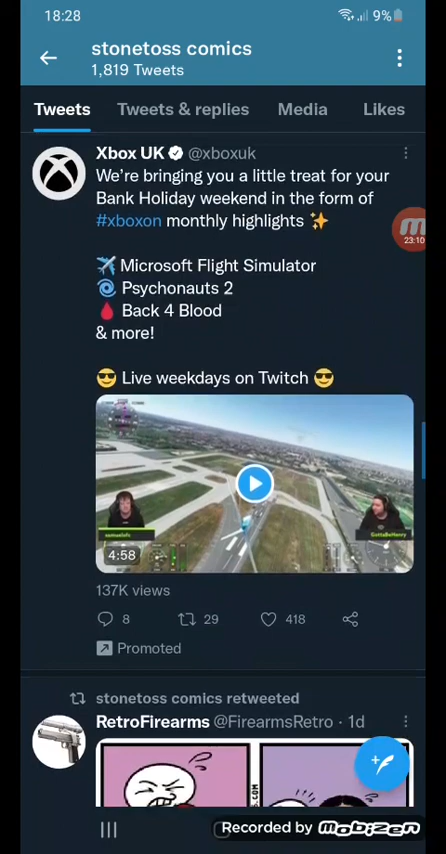 18:28
9%
stonetoss comics
1,819 Tweets
Tweets Tweets & replies Media Likes
Xbox UK @xboxuk
We’re bringing you a little treat for your
Bank Holiday weekend in the form of
#xboxon monthly highlights ✨
23:10
✈️ Microsoft Flight Simulator
🌀 Psychonauts 2
🩸 Back 4 Blood
& more!
😎 Live weekdays on Twitch 😎
4:58
137K views
8 29 418
Promoted
stonetoss comics retweeted
RetroFirearms @FirearmsRetro · 1d
Recorded by mobizen